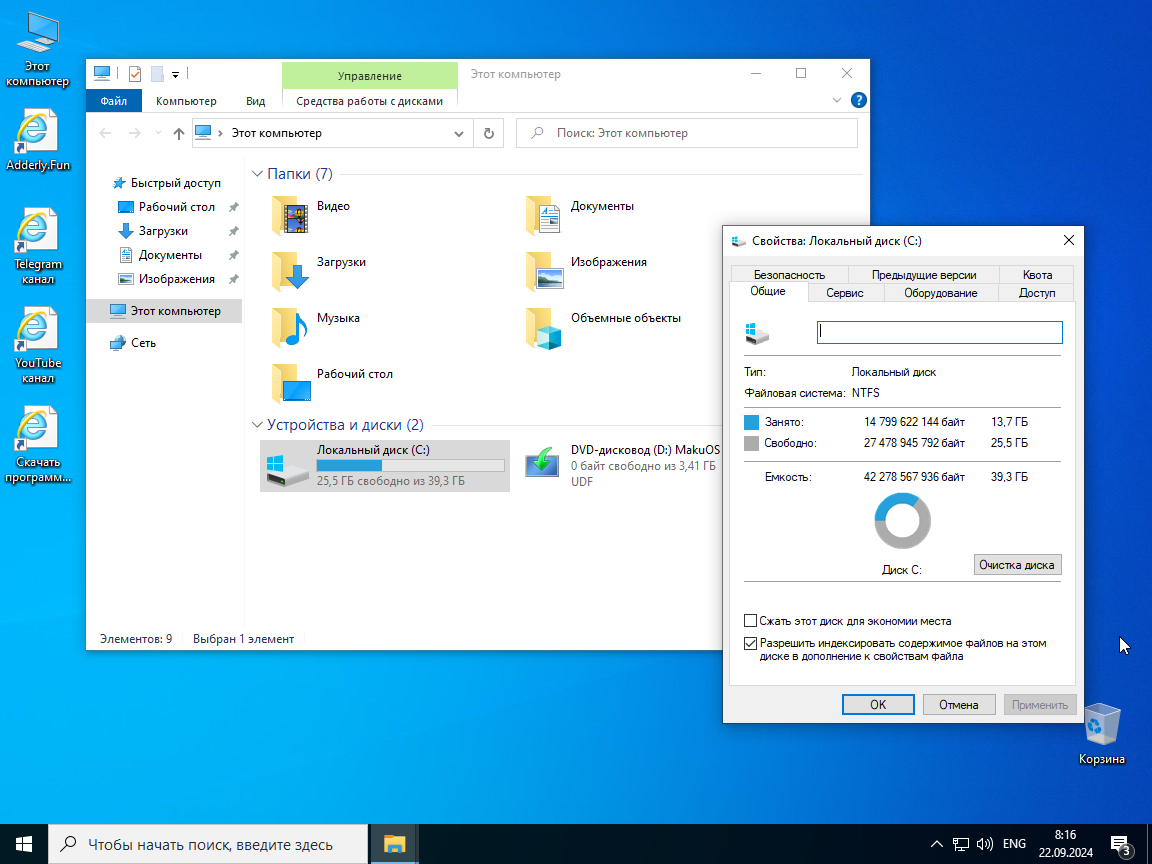 Этот
компьютер
Adderly.Fun
Telegram
канал
YouTube
канал
Скачать
программ...
Корзина
Управление
Этот компьютер
Файл
Компьютер
Вид
Средства работы с дисками
?
Этот компьютер
Поиск: Этот компьютер
Быстрый доступ
Рабочий стол
Загрузки
Документы
Изображения
Этот компьютер
Сеть
Папки (7)
Видео
Документы
Загрузки
Изображения
Музыка
Объемные объекты
Рабочий стол
Устройства и диски (2)
Локальный диск (C:)
25,5 ГБ свободно из 39,3 ГБ
DVD-дисковод (D:) MakuOS
0 байт свободно из 3,41 ГБ
UDF
Элементов: 9
Выбран 1 элемент
Свойства: Локальный диск (C:)
Безопасность
Предыдущие версии
Квота
Общие
Сервис
Оборудование
Доступ
Тип: Локальный диск
Файловая система: NTFS
Занято: 14 799 622 144 байт 13,7 ГБ
Свободно: 27 478 945 792 байт 25,5 ГБ
Емкость: 42 278 567 936 байт 39,3 ГБ
Диск C:
Очистка диска
Сжать этот диск для экономии места
Разрешить индексировать содержимое файлов на этом
диске в дополнение к свойствам файла
ОК
Отмена
Применить
Чтобы начать поиск, введите здесь
ENG
8:16
22.09.2024
3